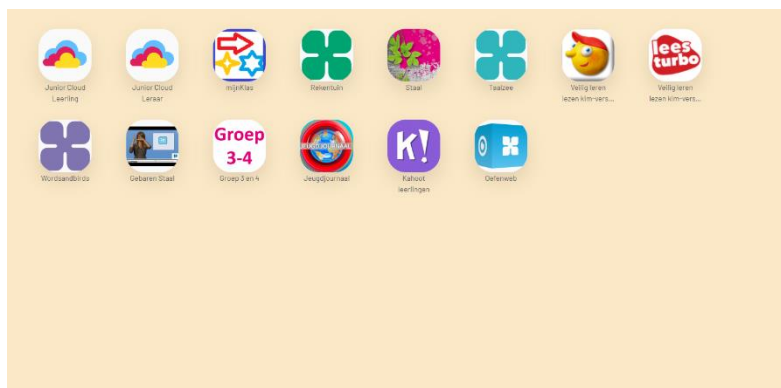 lees
turbo
Junior Cloud
Leerling
Junior Cloud
Leraar
mijnKlas
Rekentuin
Staal
Taalzee
Veilig leren
lezen kim-vers...
Veilig leren
lezen kim-vers...
Groep
3-4
JEUGDJOURNAAL
K!
Wordsandbirds
Gebaren Staal
Groep 3 en 4
Jeugdjournaal
Kahoot
leerlingen
Oefenweb